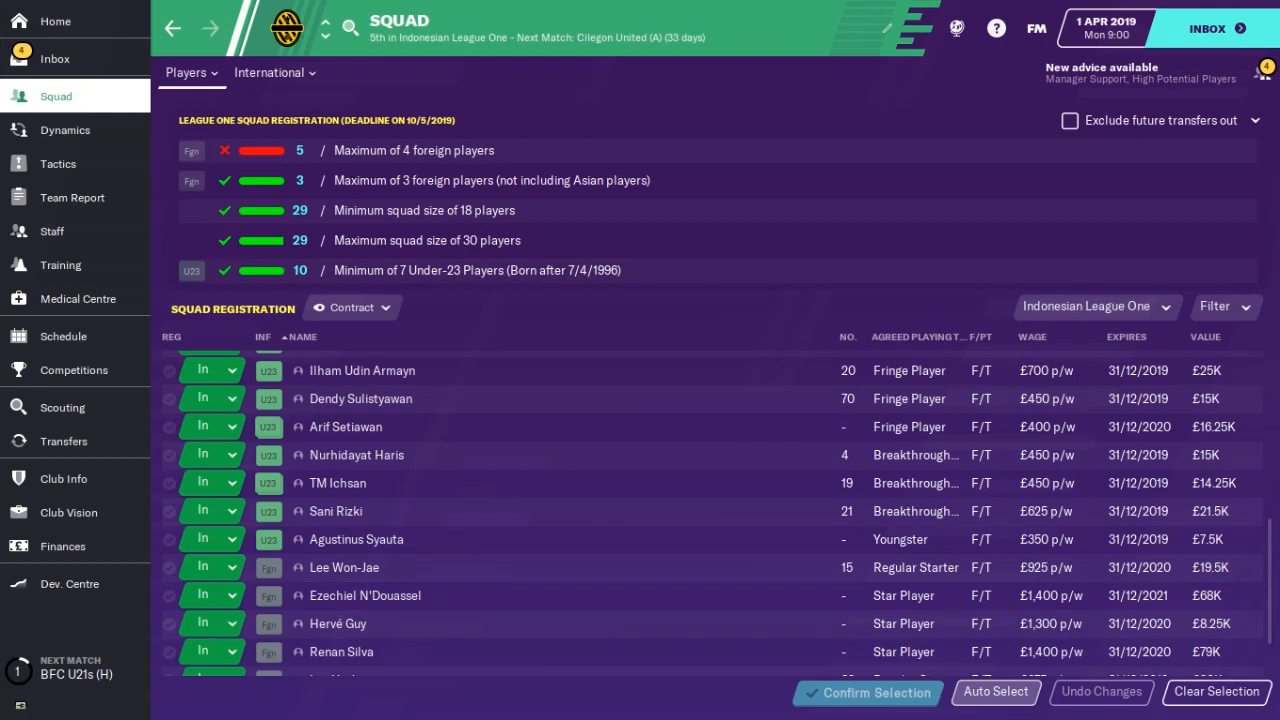 Home
4
Inbox
Squad
Dynamics
Tactics
Team Report
Staff
Training
Medical Centre
Schedule
Competitions
Scouting
Transfers
Club Info
Club Vision
Finances
Dev. Centre
1 NEXT MATCH
BFC U21s (H)
SQUAD
5th in Indonesian League One - Next Match: Cilegon United (A) (33 days)
? FM 1 APR 2019
Mon 9:00
INBOX
Players International
New advice available
Manager Support, High Potential Players
4
LEAGUE ONE SQUAD REGISTRATION (DEADLINE ON 10/5/2019)
Exclude future transfers out
Fgn 5 / Maximum of 4 foreign players
Fgn 3 / Maximum of 3 foreign players (not including Asian players)
29 / Minimum squad size of 18 players
29 / Maximum squad size of 30 players
U23 10 / Minimum of 7 Under-23 Players (Born after 7/4/1996)
SQUAD REGISTRATION Contract Indonesian League One Filter
REG INF NAME NO. AGREED PLAYING T... F/PT WAGE EXPIRES VALUE
In U23 Ilham Udin Armayn 20 Fringe Player F/T £700 p/w 31/12/2019 £25K
In U23 Dendy Sulistyawan 70 Fringe Player F/T £450 p/w 31/12/2019 £15K
In U23 Arif Setiawan - Fringe Player F/T £400 p/w 31/12/2020 £16.25K
In U23 Nurhidayat Haris 4 Breakthrough... F/T £450 p/w 31/12/2019 £15K
In U23 TM Ichsan 19 Breakthrough... F/T £450 p/w 31/12/2019 £14.25K
In U23 Sani Rizki 21 Breakthrough... F/T £625 p/w 31/12/2019 £21.5K
In U23 Agustinus Syauta - Youngster F/T £350 p/w 31/12/2020 £7.5K
In Fgn Lee Won-Jae 15 Regular Starter F/T £925 p/w 31/12/2020 £19.5K
In Fgn Ezechiel N'Douassel - Star Player F/T £1,400 p/w 31/12/2021 £68K
In Fgn Hervé Guy - Star Player F/T £1,300 p/w 31/12/2020 £8.25K
In Fgn Renan Silva - Star Player F/T £1,400 p/w 31/12/2020 £79K
Confirm Selection Auto Select Undo Changes Clear Selection